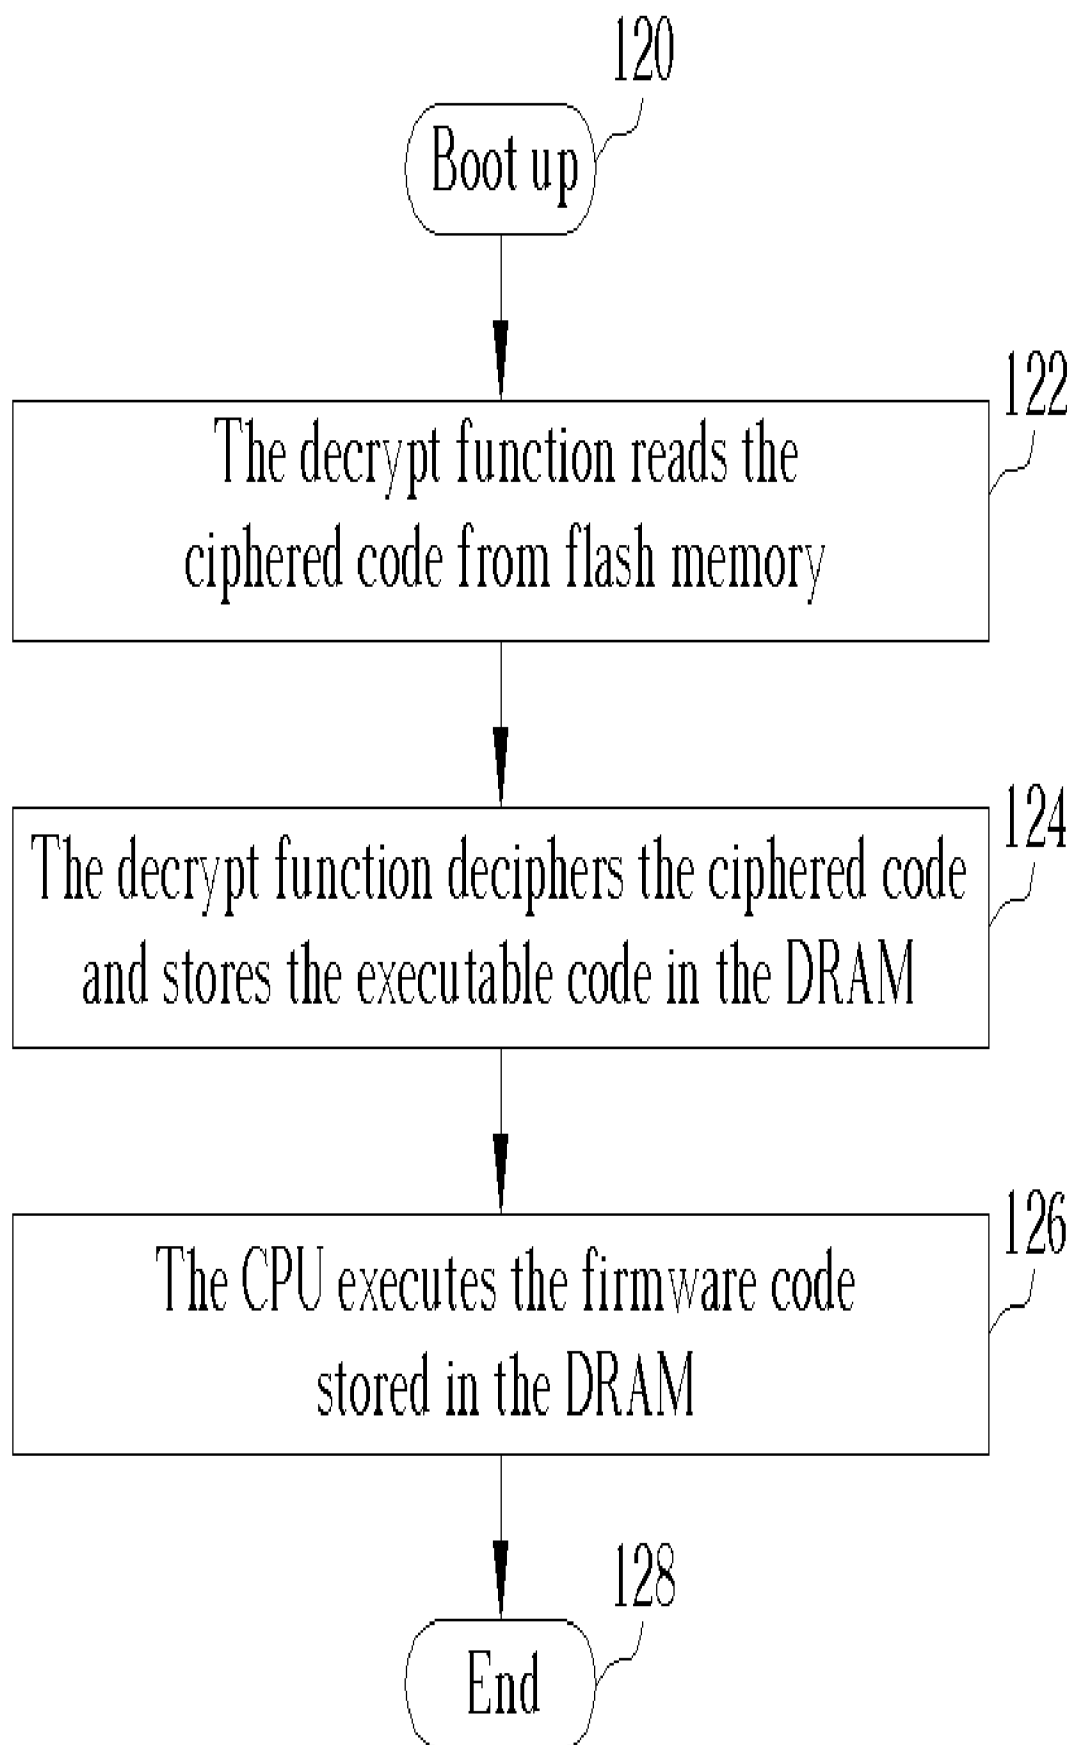 120
Boot up
122
The decrypt function reads the
ciphered code from flash memory
124
The decrypt function deciphers the ciphered code
and stores the executable code in the DRAM
126
The CPU executes the firmware code
stored in the DRAM
128
End